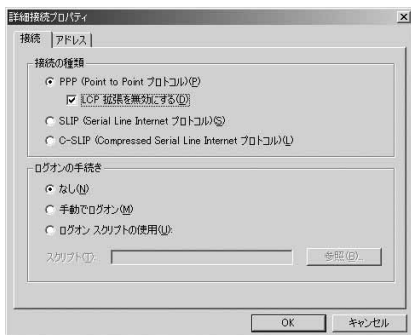 詳細接続プロパティ
接続 アドレス
接続の種類
PPP (Point to Point プロトコル)(P)
LCP 拡張を無効にする(D)
SLIP (Serial Line Internet プロトコル)(S)
C-SLIP (Compressed Serial Line Internet プロトコル)(L)
ログオンの手続き
なし(N)
手動でログオン(M)
ログオン スクリプトの使用(U):
スクリプト(T):
参照(B)...
OK キャンセル